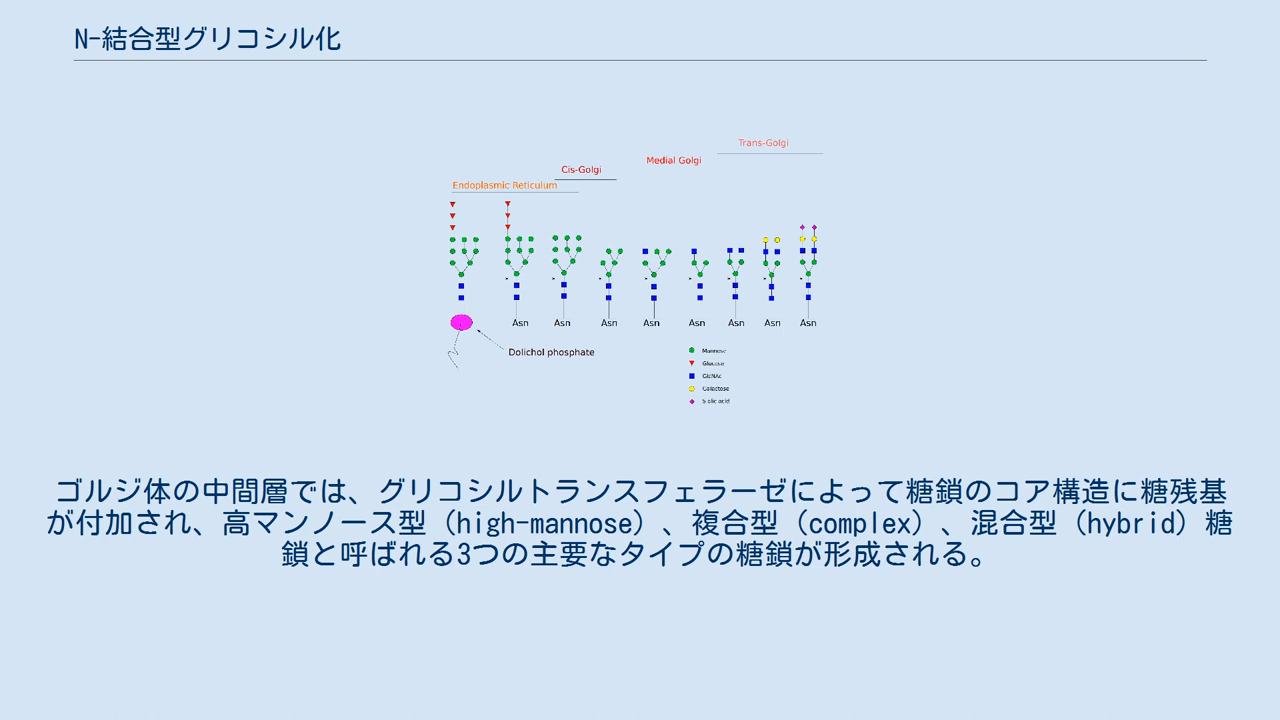 N-結合型グリコシル化
Trans-Golgi
Medial Golgi
Cis-Golgi
Endoplasmic Reticulum
Asn Asn Asn Asn Asn Asn Asn Asn
Dolichol phosphate
Mannose
Glucose
GlcNAc
Galactose
S alic acid
ゴルジ体の中間層では、グリコシルトランスフェラーゼによって糖鎖のコア構造に糖残基
が付加され、高マンノース型（high-mannose）、複合型（complex）、混合型（hybrid）糖
鎖と呼ばれる3つの主要なタイプの糖鎖が形成される。